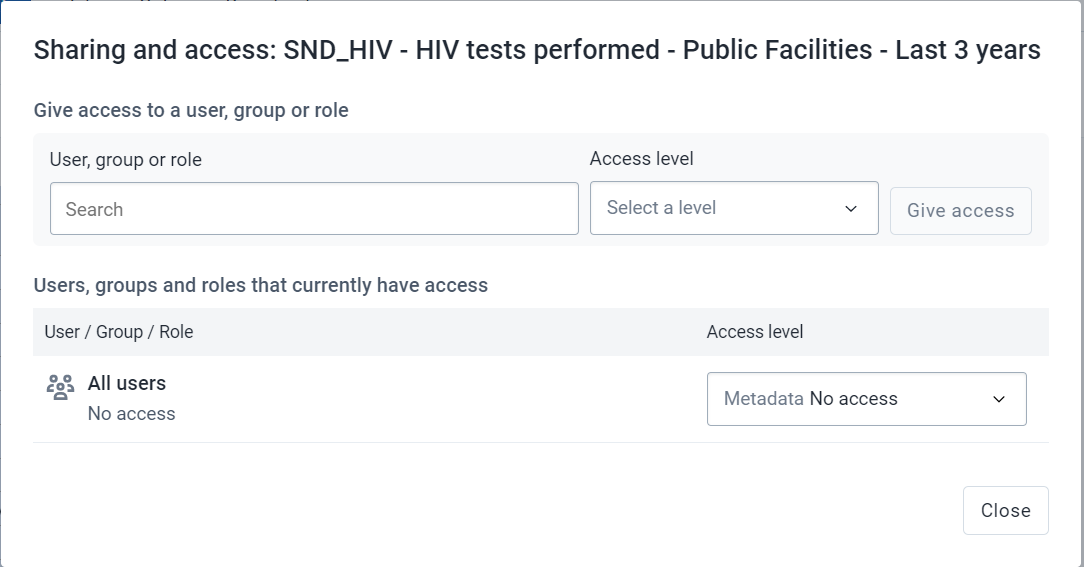 Sharing and access: SND_HIV - HIV tests performed - Public Facilities - Last 3 years
Give access to a user, group or role
User, group or role
Access level
Search
Select a level
Give access
Users, groups and roles that currently have access
User / Group / Role
Access level
All users
No access
Metadata No access
Close